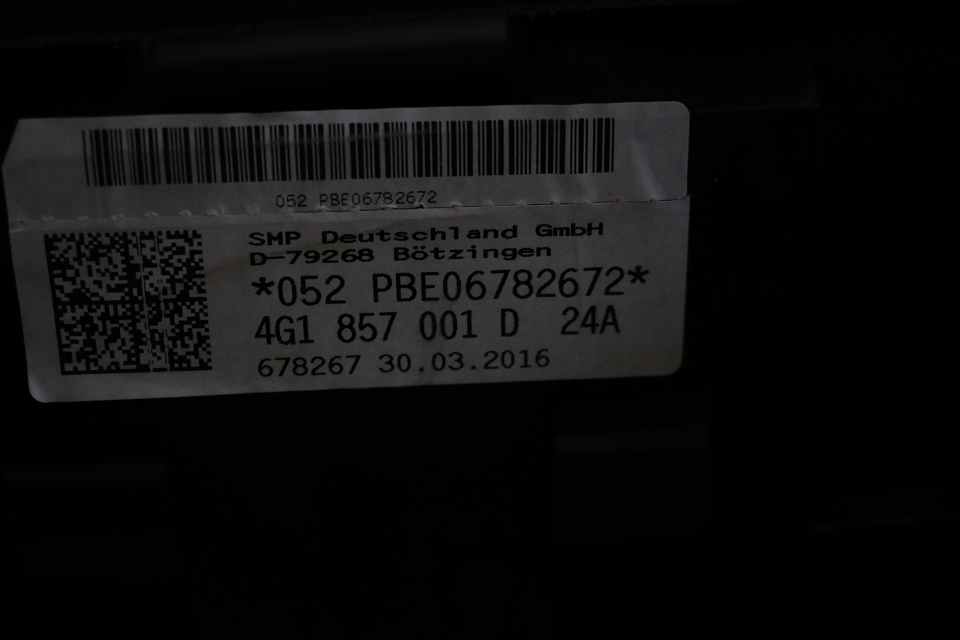 052 PBE06782672
SMP Deutschland GmbH
D-79268 Bötzingen
*052 PBE06782672*
4G1 857 001 D 24A
678267 30.03.2016